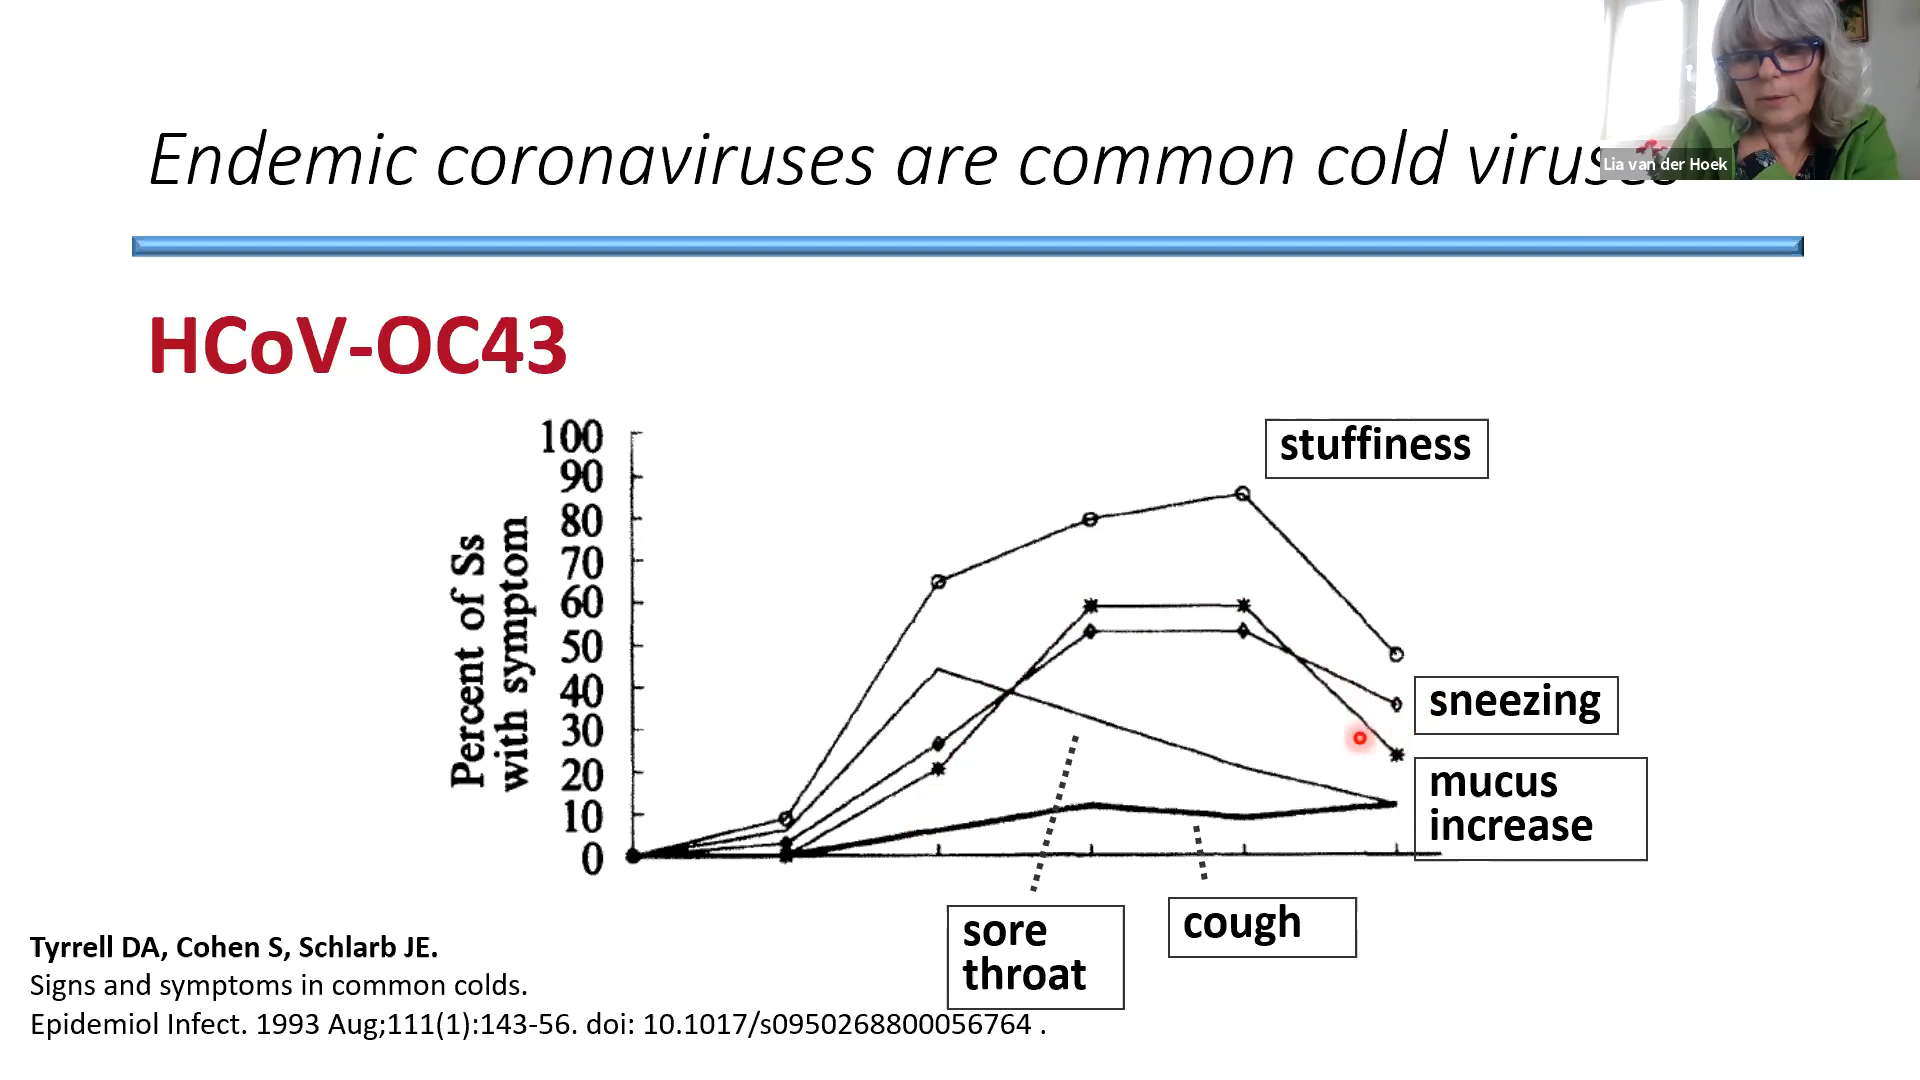 Endemic coronaviruses are common cold viruses
Lia van der Hoek
HCoV-OC43
100
90
80
70
60
50
40
30
20
10
0
Percent of Ss
with symptom
stuffiness
sneezing
mucus
increase
sore
throat
cough
Tyrrell DA, Cohen S, Schlarb JE.
Signs and symptoms in common colds.
Epidemiol Infect. 1993 Aug;111(1):143-56. doi: 10.1017/s0950268800056764 .